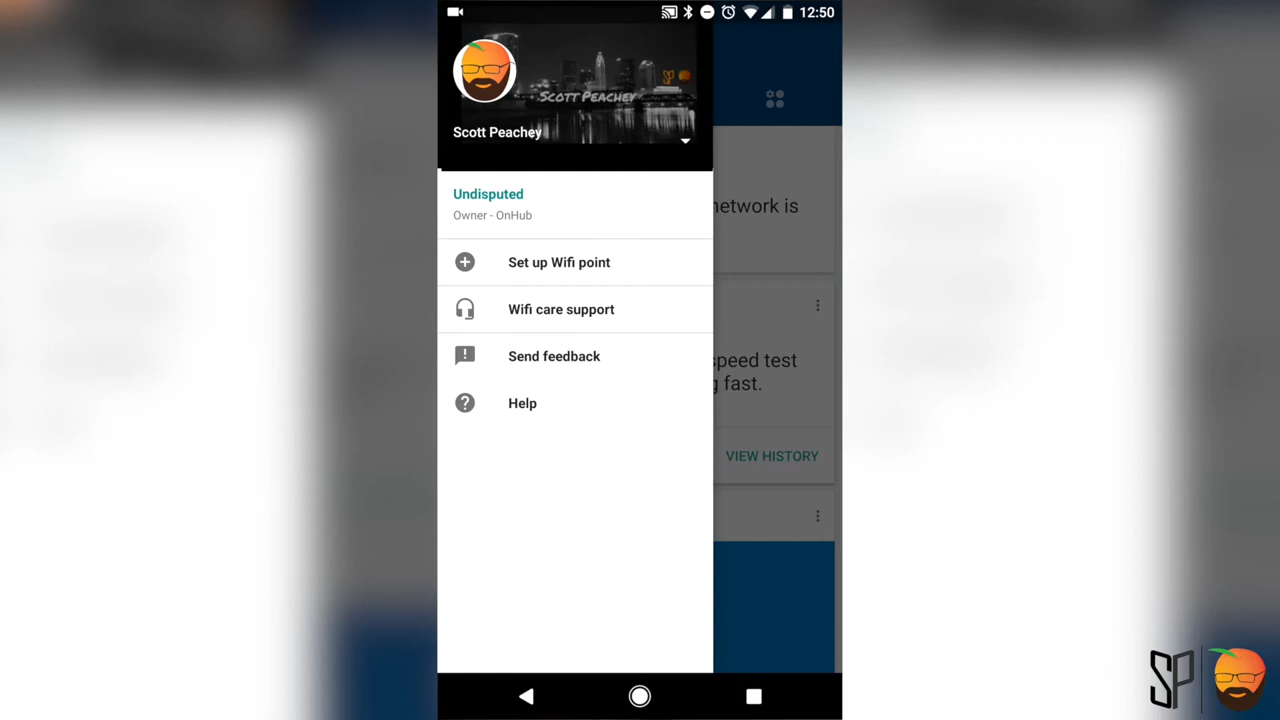 12:50
SCOTT PEACHEY
Scott Peachey
Undisputed
Owner - OnHub
Set up Wifi point
Wifi care support
Send feedback
Help
network is
speed test
g fast.
VIEW HISTORY
SP